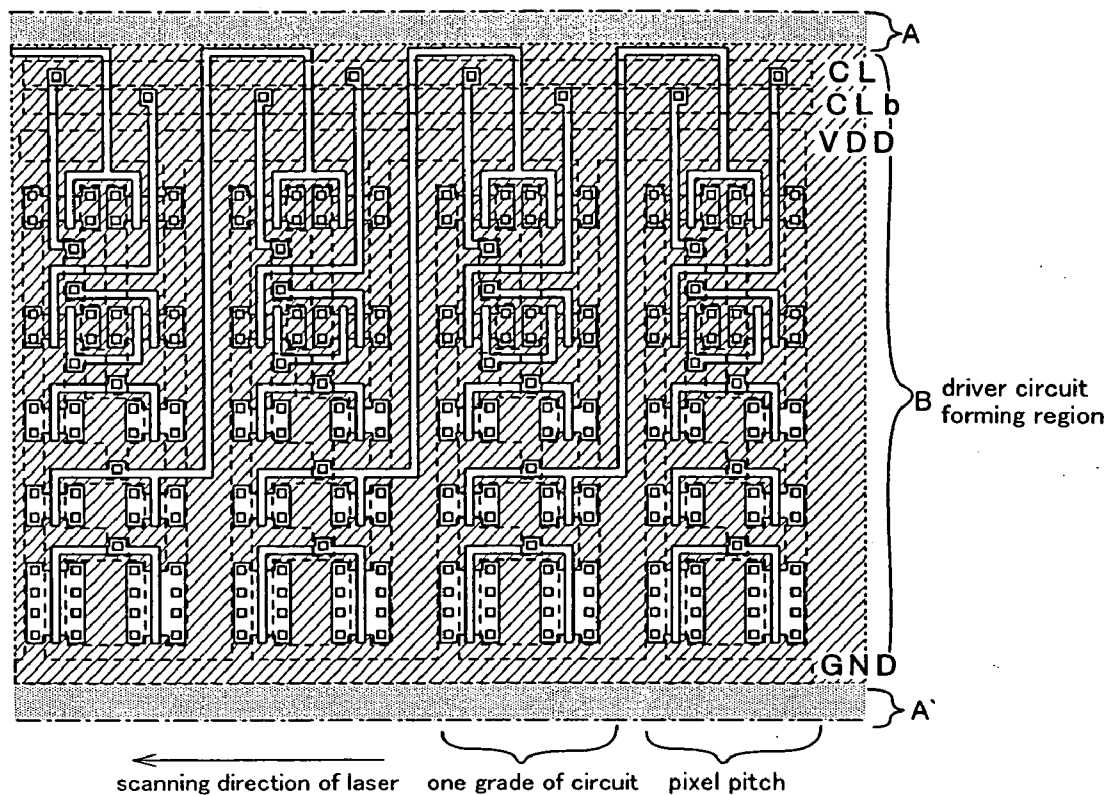 A
CL
CLb
VDD
B driver circuit
forming region
GND
A'
scanning direction of laser
one grade of circuit
pixel pitch